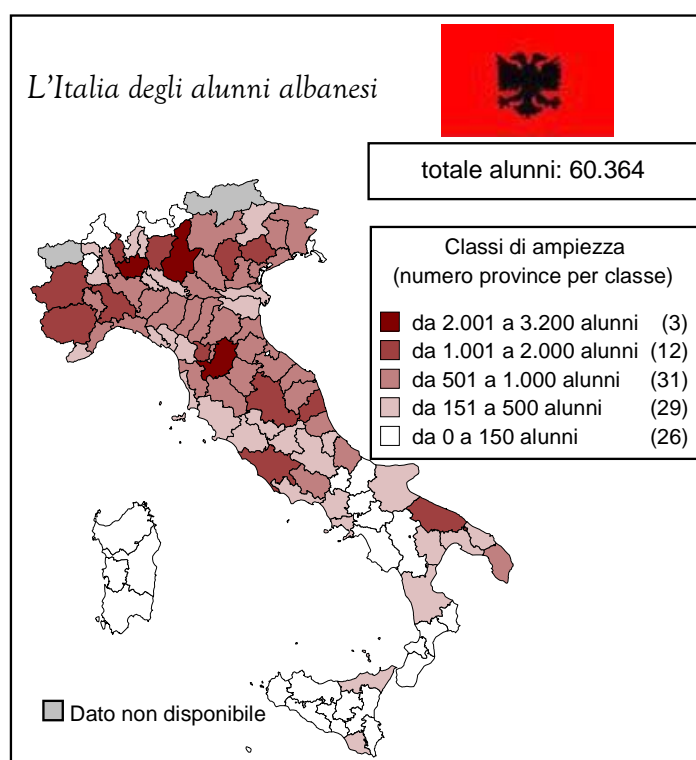 L'Italia degli alunni albanesi
totale alunni: 60.364
Classi di ampiezza
(numero province per classe)
da 2.001 a 3.200 alunni (3)
da 1.001 a 2.000 alunni (12)
da 501 a 1.000 alunni (31)
da 151 a 500 alunni (29)
da 0 a 150 alunni (26)
Dato non disponibile